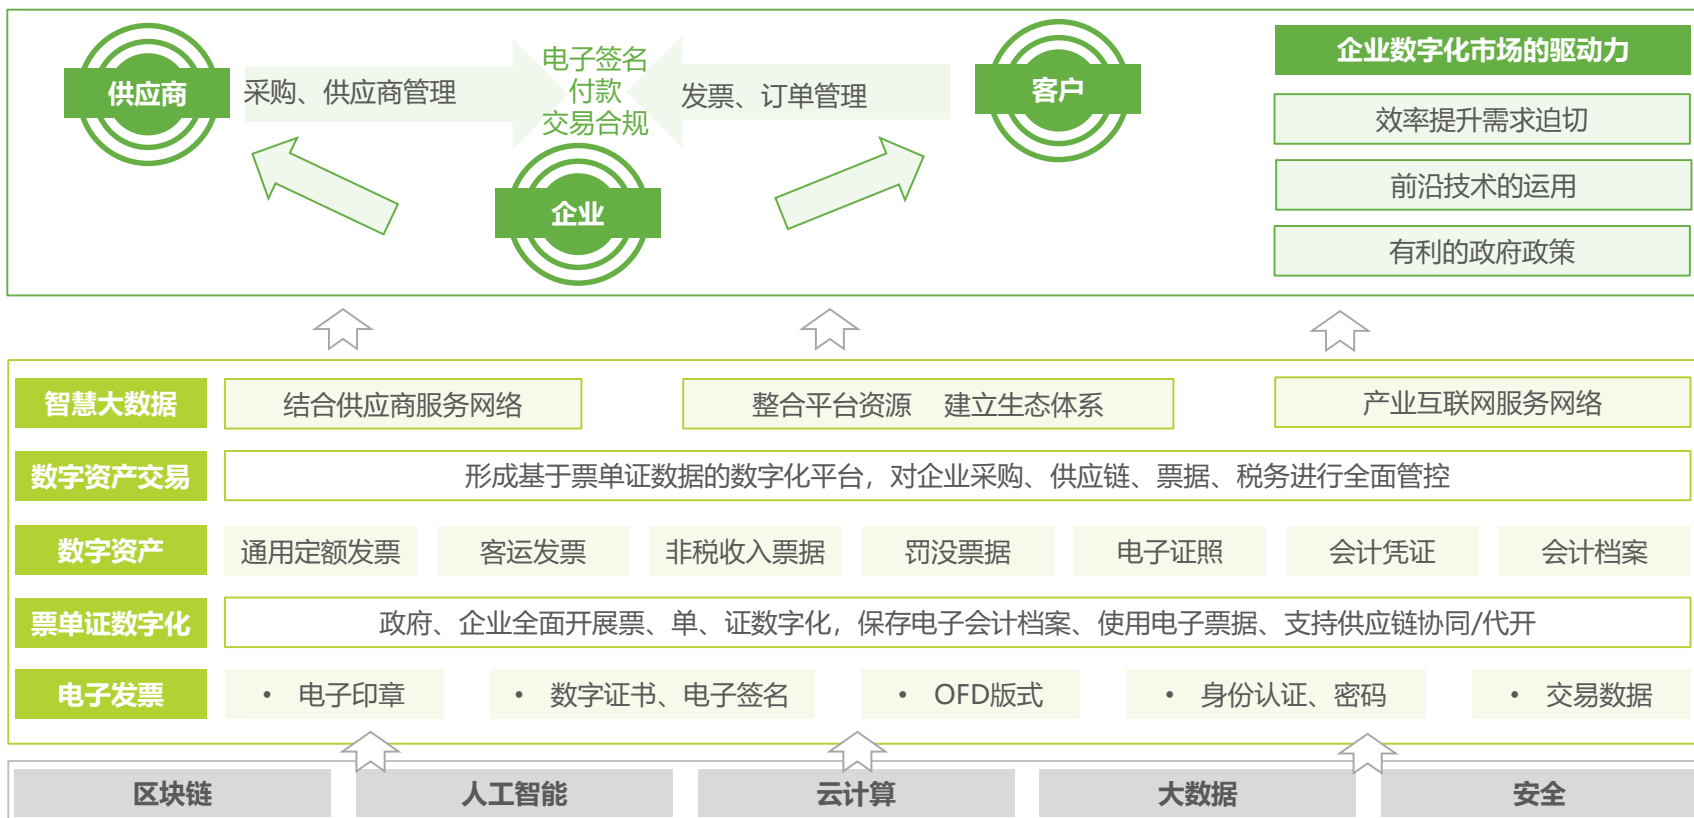 供应商
采购、供应商管理
电子签名
付款
交易合规
发票、订单管理
客户
企业
企业数字化市场的驱动力
效率提升需求迫切
前沿技术的运用
有利的政府政策
智慧大数据
结合供应商服务网络
整合平台资源 建立生态体系
产业互联网服务网络
数字资产交易
形成基于票单证数据的数字化平台，对企业采购、供应链、票据、税务进行全面管控
数字资产
通用定额发票
客运发票
非税收入票据
罚没票据
电子证照
会计凭证
会计档案
票单证数字化
政府、企业全面开展票、单、证数字化，保存电子会计档案、使用电子票据、支持供应链协同/代开
电子发票
• 电子印章
• 数字证书、电子签名
• OFD版式
• 身份认证、密码
• 交易数据
区块链
人工智能
云计算
大数据
安全